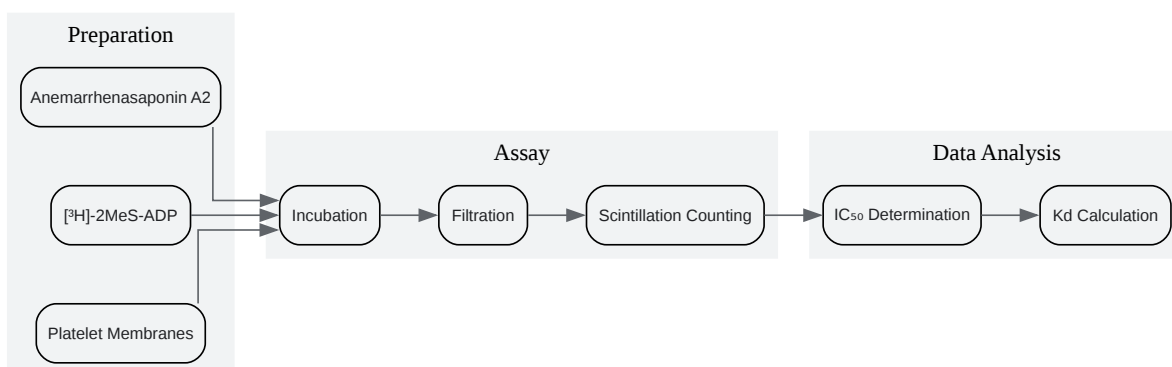 Preparation
Anemarrhenasaponin A2
[³H]-2MeS-ADP
Platelet Membranes
Assay
Incubation
Filtration
Scintillation Counting
Data Analysis
IC₅₀ Determination
Kd Calculation